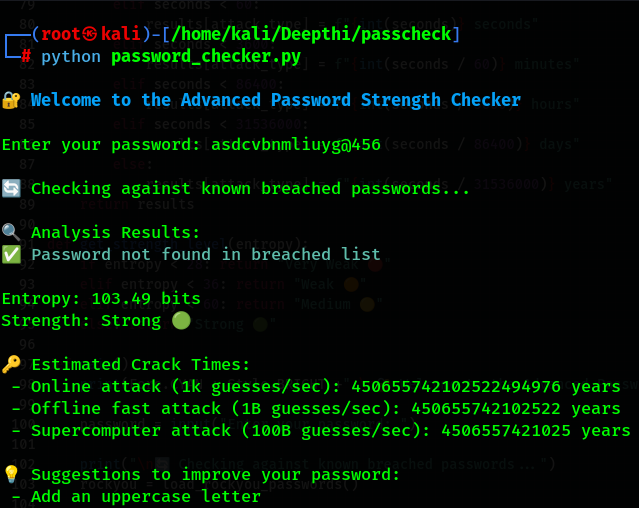 (root㉿kali)-[/home/kali/Deepthi/passcheck]
# python password_checker.py
🔐 Welcome to the Advanced Password Strength Checker
Enter your password: asdcvbnmliuyg@456
🔄 Checking against known breached passwords...
🔍 Analysis Results:
✅ Password not found in breached list
Entropy: 103.49 bits
Strength: Strong 🟢
🔑 Estimated Crack Times:
- Online attack (1k guesses/sec): 450655742102522494976 years
- Offline fast attack (1B guesses/sec): 450655742102522 years
- Supercomputer attack (100B guesses/sec): 4506557421025 years
💡 Suggestions to improve your password:
- Add an uppercase letter